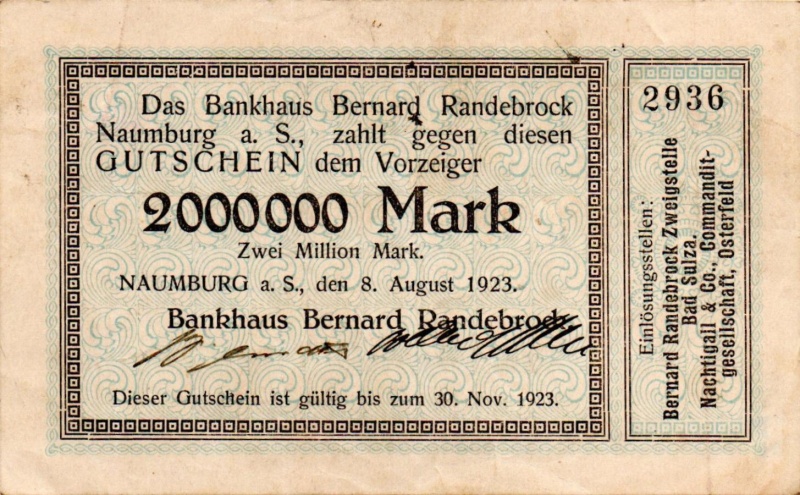 Das Bankhaus Bernard Randebrock
Naumburg a. S., zahlt gegen diesen
GUTSCHEIN dem Vorzeiger
2000000 Mark
Zwei Million Mark.
NAUMBURG a. S., den 8. August 1923.
Bankhaus Bernard Randebrock
Dieser Gutschein ist gültig bis zum 30. Nov. 1923.
2936
Einlösungsstellen:
Bernard Randebrock Zweigstelle
Bad Sulza.
Nachtigall & Co., Commandit-
gesellschaft, Osterfeld